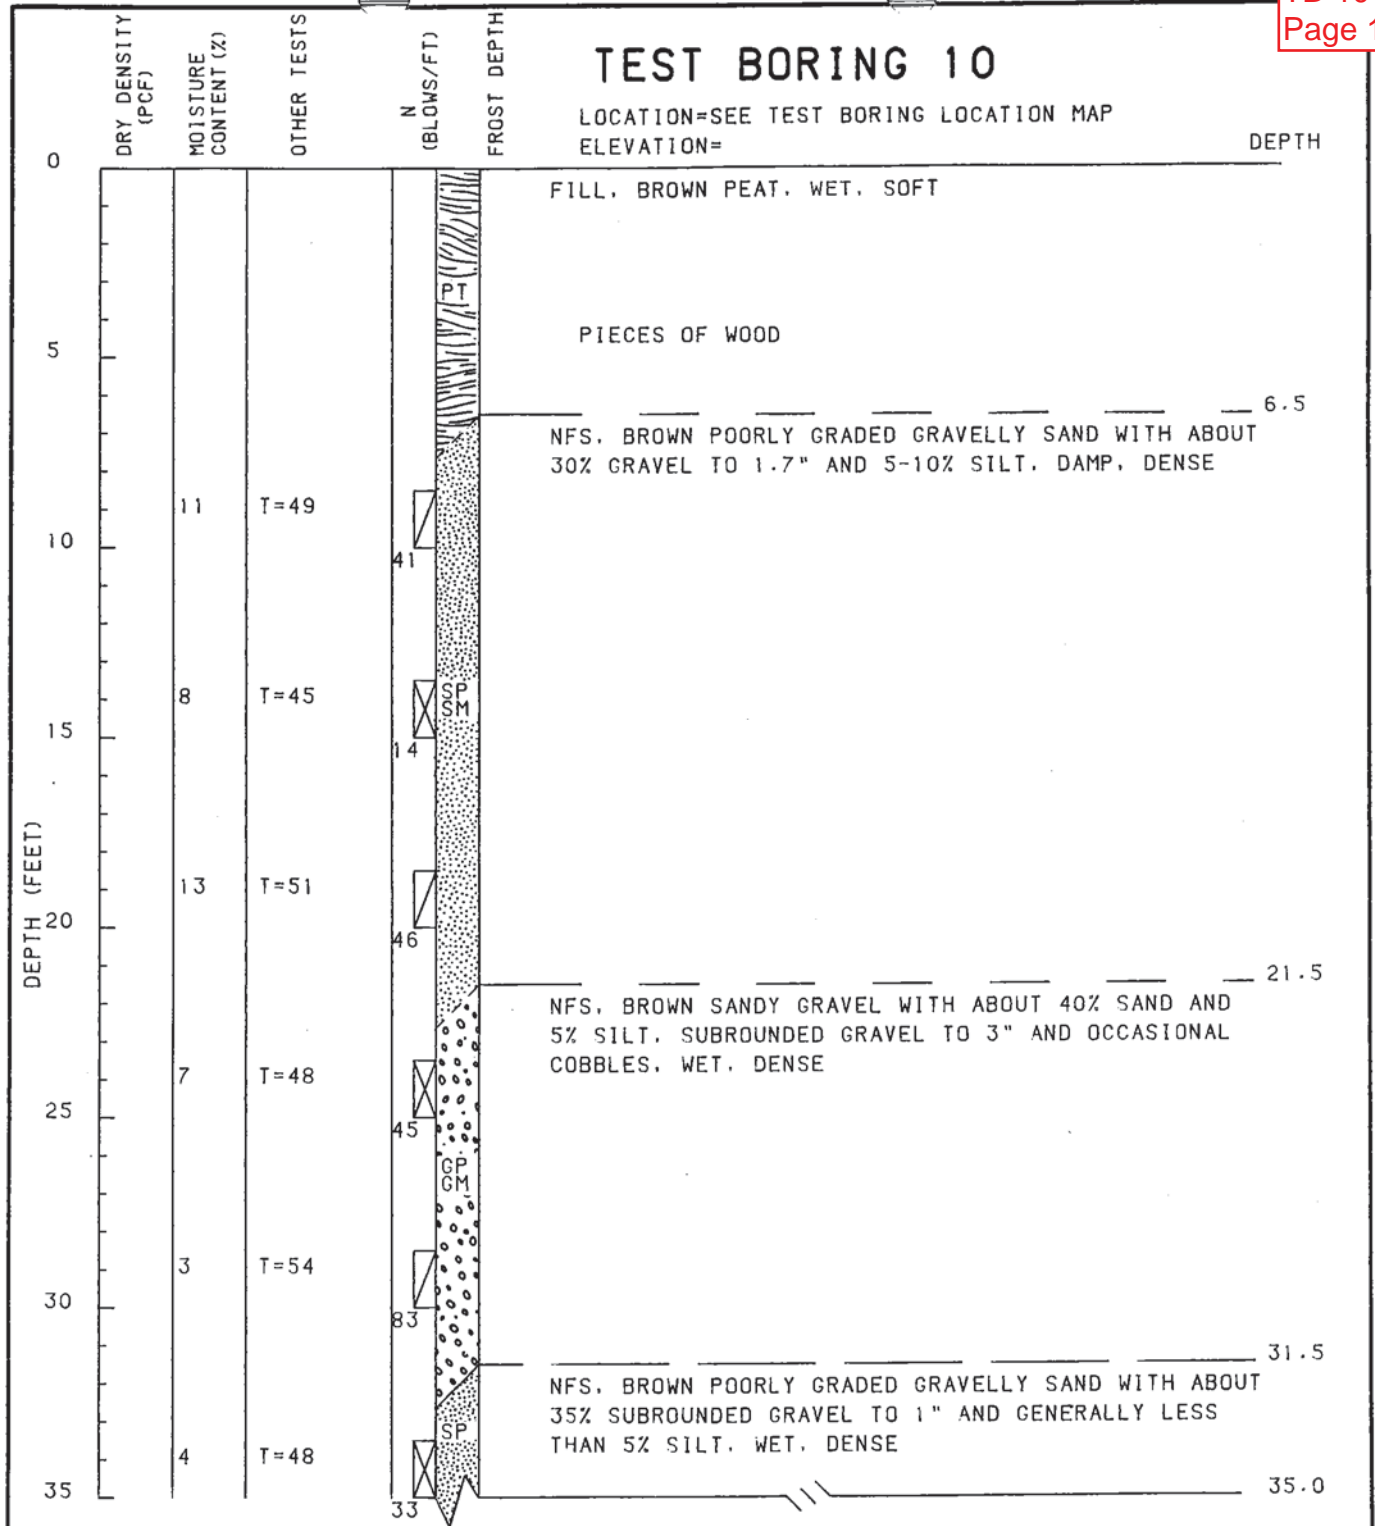 Page 1
TEST BORING 10
LOCATION=SEE TEST BORING LOCATION MAP
ELEVATION=
DEPTH
DRY DENSITY (PCF)
MOISTURE CONTENT (%)
OTHER TESTS
N (BLOWS/FT)
FROST DEPTH
DEPTH (FEET)
0
FILL, BROWN PEAT, WET, SOFT
PT
PIECES OF WOOD
5
6.5
NFS, BROWN POORLY GRADED GRAVELLY SAND WITH ABOUT
30% GRAVEL TO 1.7" AND 5-10% SILT, DAMP, DENSE
11 T=49
10
41
8 T=45
SP
SM
15
14
13 T=51
20
46
21.5
NFS, BROWN SANDY GRAVEL WITH ABOUT 40% SAND AND
5% SILT, SUBROUNDED GRAVEL TO 3" AND OCCASIONAL
COBBLES, WET, DENSE
7 T=48
25
45
GP
GM
3 T=54
30
83
31.5
NFS, BROWN POORLY GRADED GRAVELLY SAND WITH ABOUT
35% SUBROUNDED GRAVEL TO 1" AND GENERALLY LESS
THAN 5% SILT, WET, DENSE
SP
4 T=48
35
33
35.0